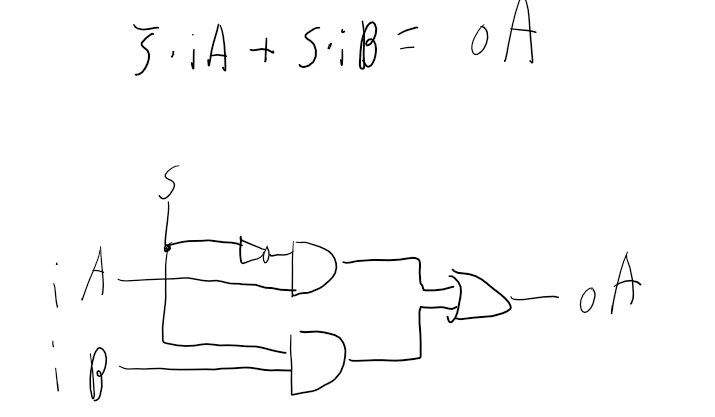 S̅·iA + S·iB = oA
S
iA
oA
iB